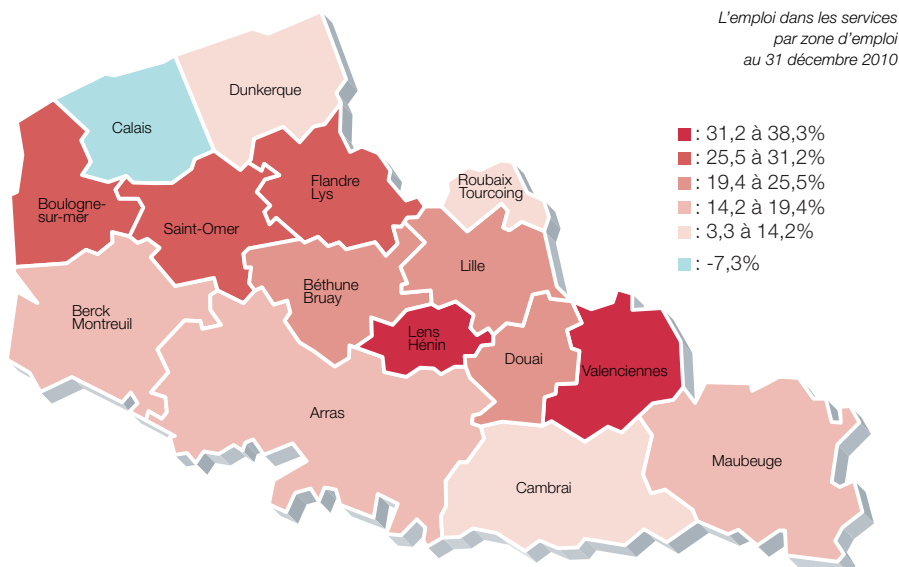 L'emploi dans les services
par zone d'emploi
au 31 décembre 2010
: 31,2 à 38,3%
: 25,5 à 31,2%
: 19,4 à 25,5%
: 14,2 à 19,4%
: 3,3 à 14,2%
: -7,3%
Dunkerque
Calais
Boulogne-
sur-mer
Saint-Omer
Flandre
Lys
Roubaix
Tourcoing
Lille
Béthune
Bruay
Berck
Montreuil
Lens
Hénin
Douai
Valenciennes
Arras
Maubeuge
Cambrai